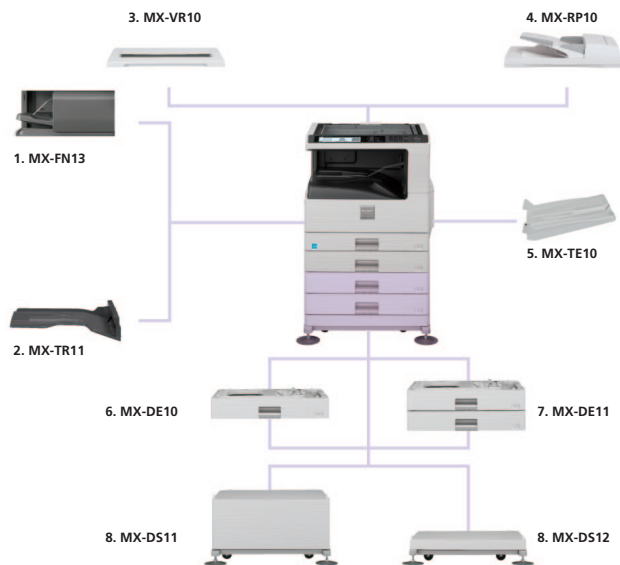 3. MX-VR10
4. MX-RP10
1. MX-FN13
5. MX-TE10
2. MX-TR11
6. MX-DE10
7. MX-DE11
8. MX-DS11
8. MX-DS12